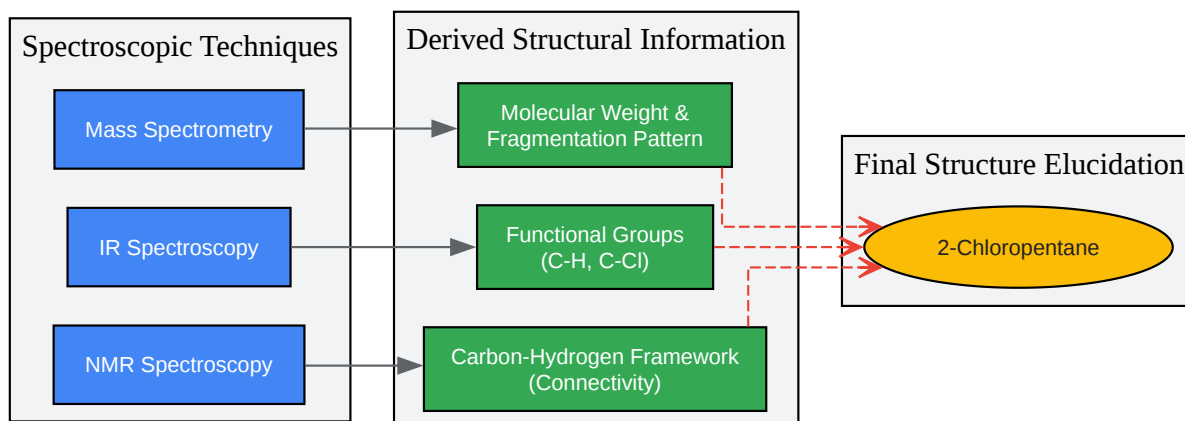 Spectroscopic Techniques
Mass Spectrometry
IR Spectroscopy
NMR Spectroscopy
Derived Structural Information
Molecular Weight &
Fragmentation Pattern
Functional Groups
(C-H, C-Cl)
Carbon-Hydrogen Framework
(Connectivity)
Final Structure Elucidation
2-Chloropentane